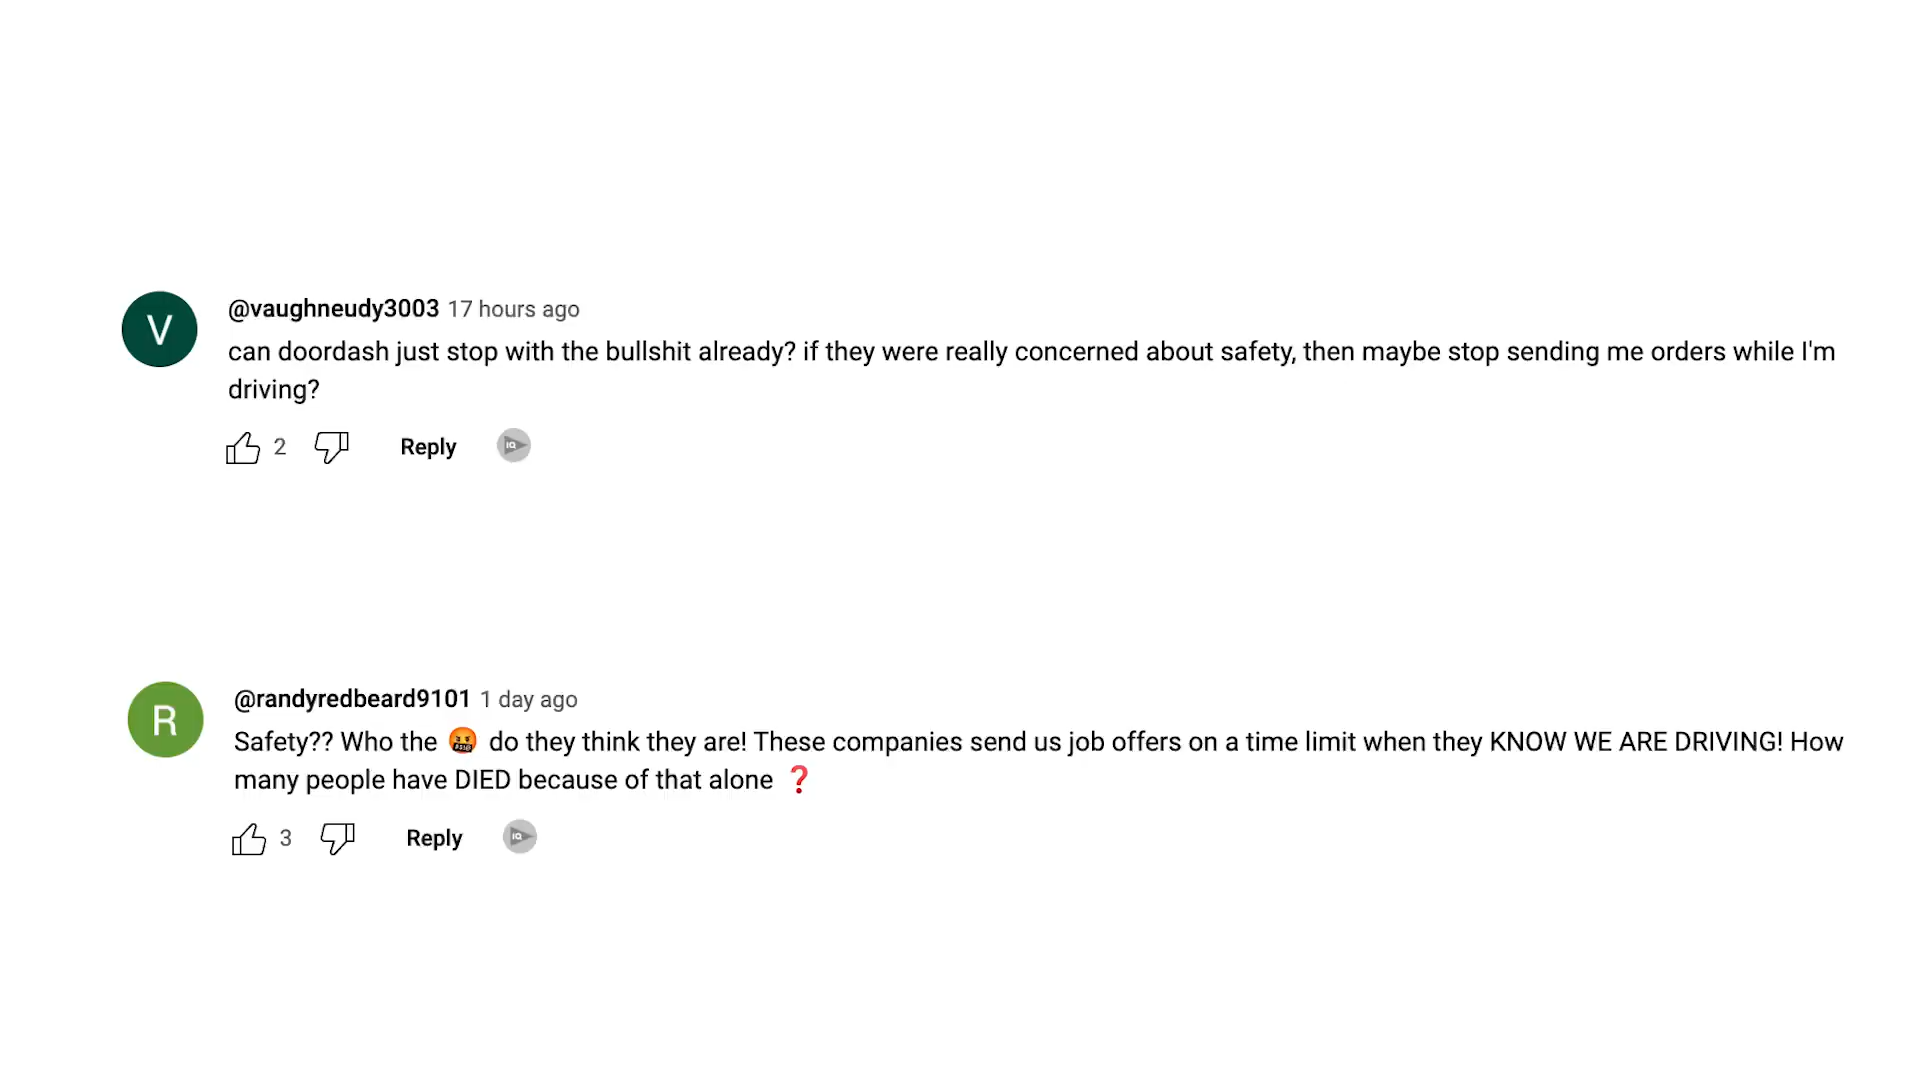 V
@vaughneudy3003 17 hours ago
can doordash just stop with the bullshit already? if they were really concerned about safety, then maybe stop sending me orders while I'm
driving?
2 Reply IQ
R
@randyredbeard9101 1 day ago
Safety?? Who the 🤬 do they think they are! These companies send us job offers on a time limit when they KNOW WE ARE DRIVING! How
many people have DIED because of that alone ❓
3 Reply IQ